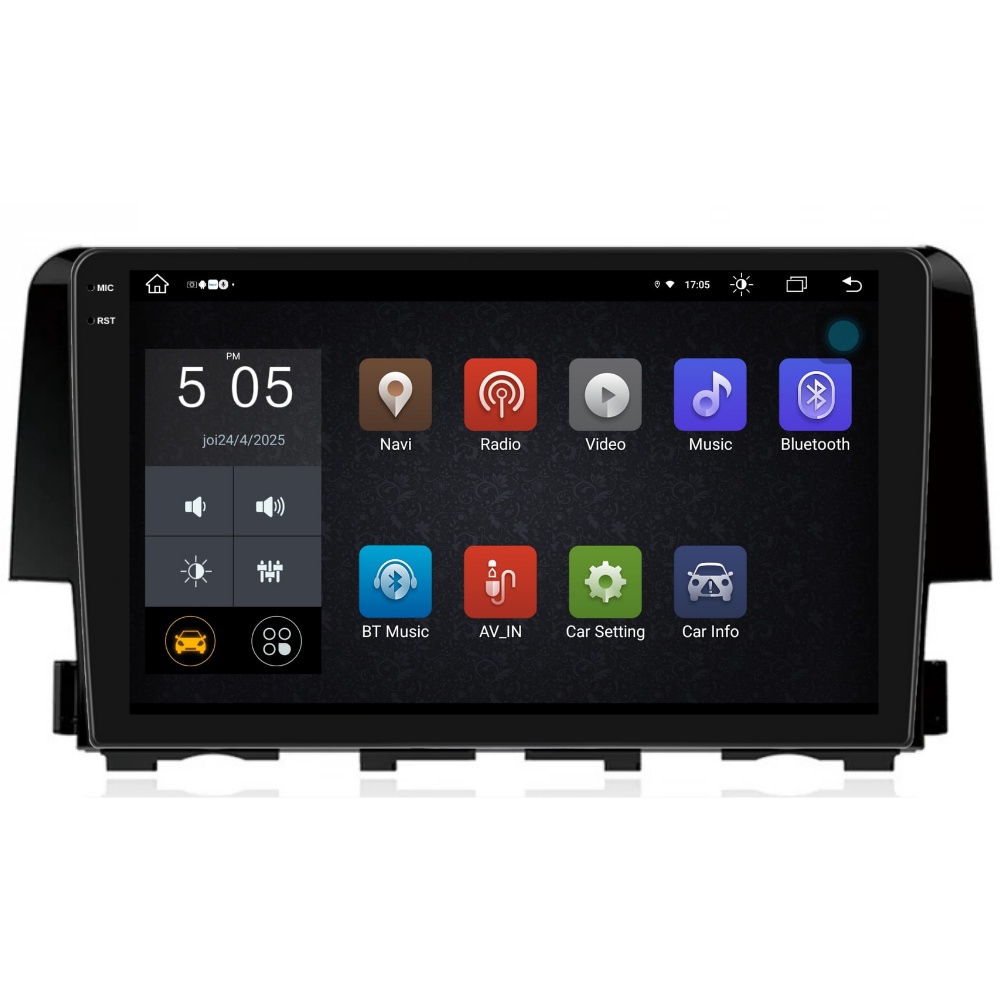 MIC
RST
17:05
PM
5 05
joi24/4/2025
Navi
Radio
Video
Music
Bluetooth
BT Music
AV_IN
Car Setting
Car Info